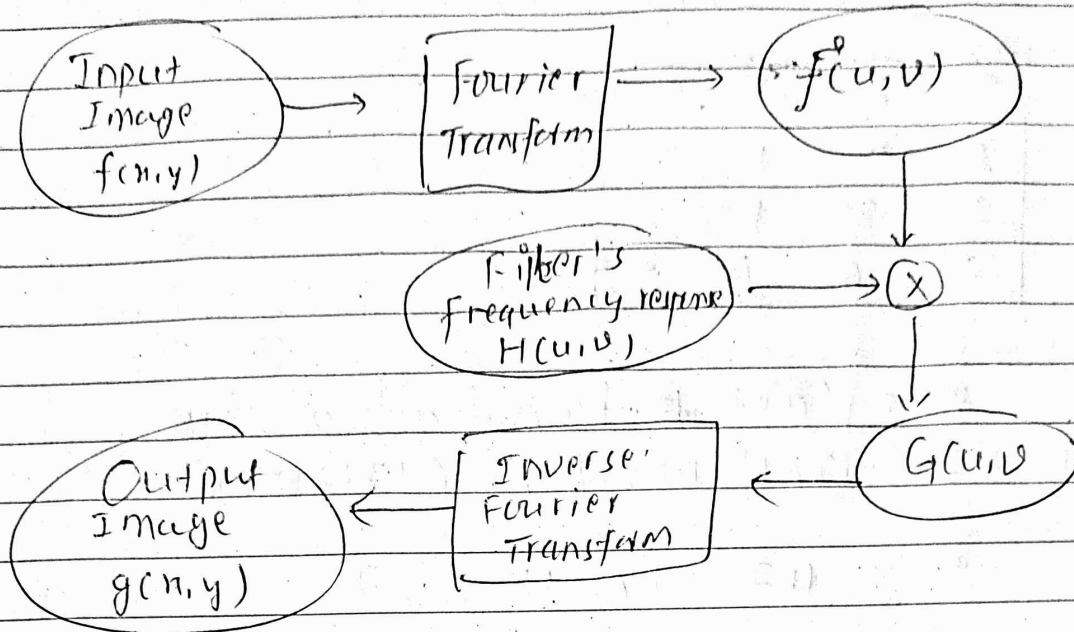 Input
Image
f(x,y)
Fourier
Transform
f(u,v)
Filter's
frequency response
H(u,v)
X
G(u,v
Inverse
Fourier
Transform
Output
Image
g(x,y)